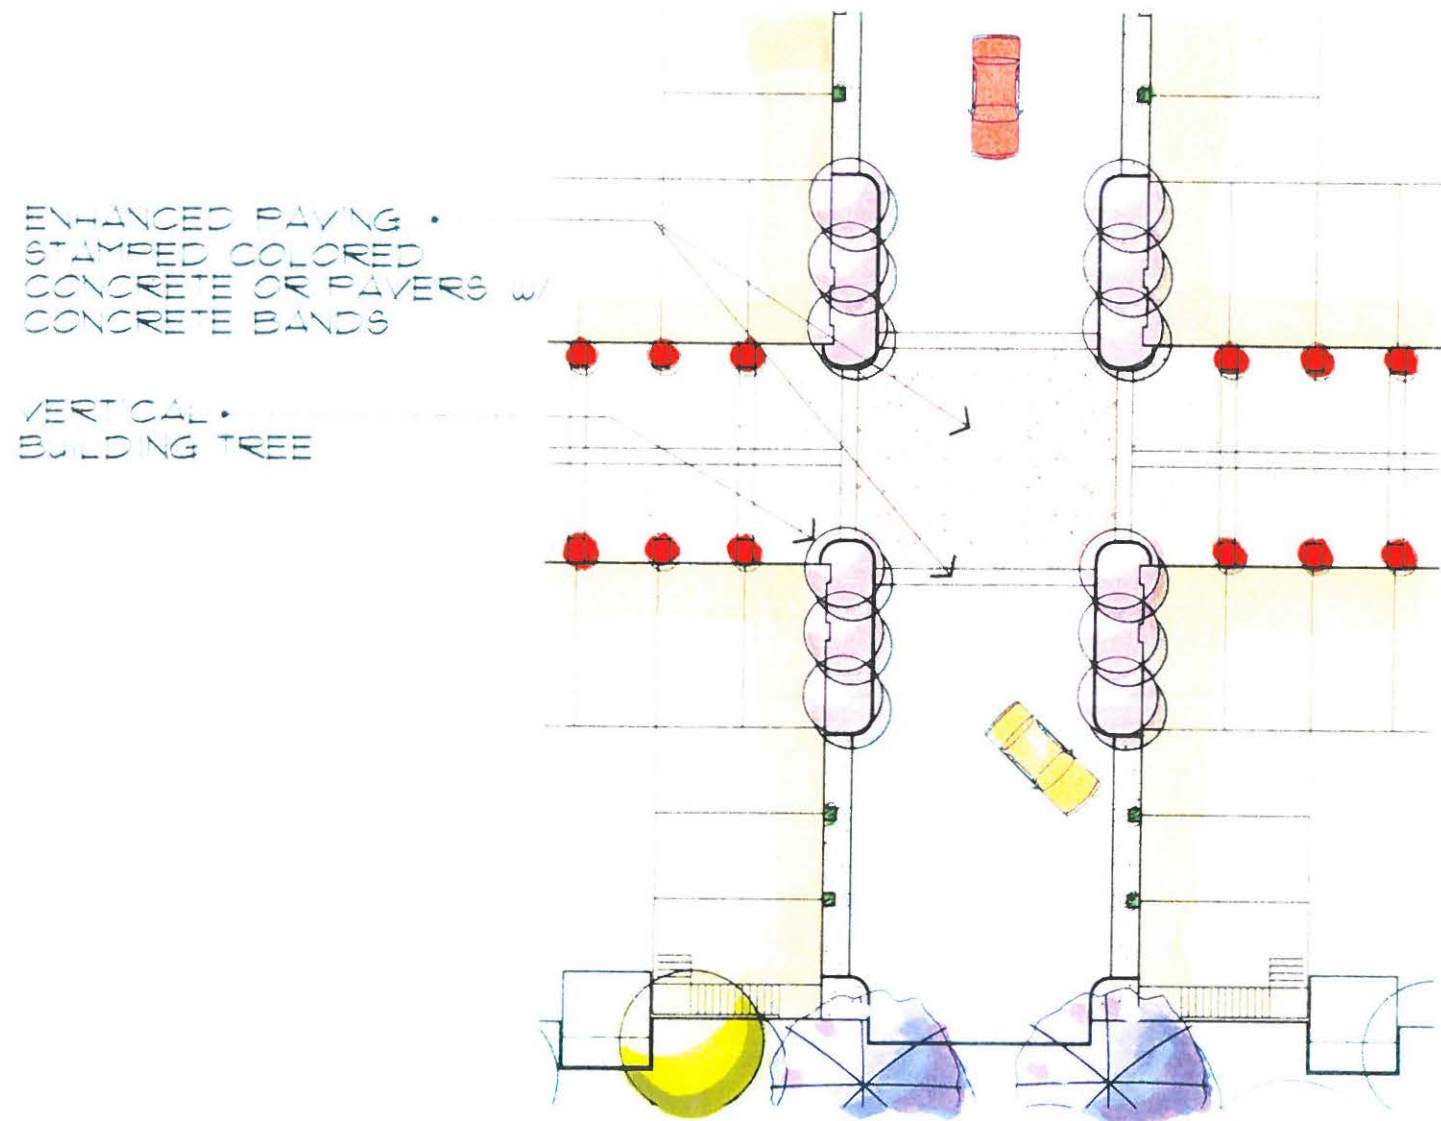 ENHANCED PAVING •
STAMPED COLORED
CONCRETE OR PAVERS W/
CONCRETE BANDS
VERTICAL •
BUILDING TREE